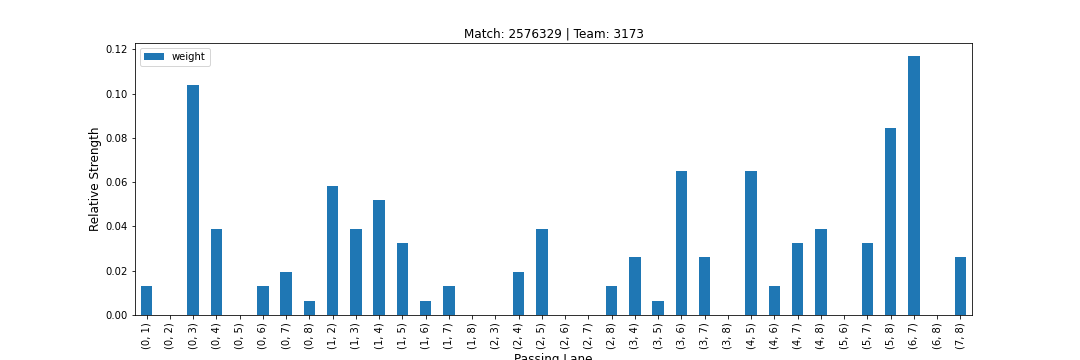 Match: 2576329 | Team: 3173
weight
0.12
0.10
0.08
0.06
0.04
0.02
0.00
Relative Strength
(0, 1) (0, 2) (0, 3) (0, 4) (0, 5) (0, 6) (0, 7) (0, 8) (1, 2) (1, 3) (1, 4) (1, 5) (1, 6) (1, 7) (1, 8) (2, 3) (2, 4) (2, 5) (2, 6) (2, 7) (2, 8) (3, 4) (3, 5) (3, 6) (3, 7) (3, 8) (4, 5) (4, 6) (4, 7) (4, 8) (5, 6) (5, 7) (5, 8) (6, 7) (6, 8) (7, 8)
Passing Lane